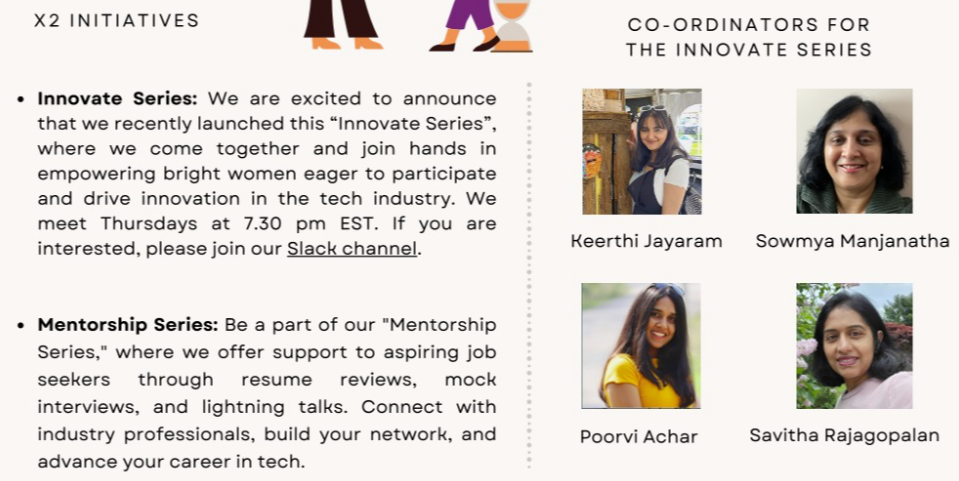 X2 INITIATIVES
• Innovate Series: We are excited to announce
that we recently launched this “Innovate Series”,
where we come together and join hands in
empowering bright women eager to participate
and drive innovation in the tech industry. We
meet Thursdays at 7.30 pm EST. If you are
interested, please join our Slack channel.
• Mentorship Series: Be a part of our "Mentorship
Series," where we offer support to aspiring job
seekers through resume reviews, mock
interviews, and lightning talks. Connect with
industry professionals, build your network, and
advance your career in tech.
CO-ORDINATORS FOR
THE INNOVATE SERIES
Keerthi Jayaram
Sowmya Manjanatha
Poorvi Achar
Savitha Rajagopalan